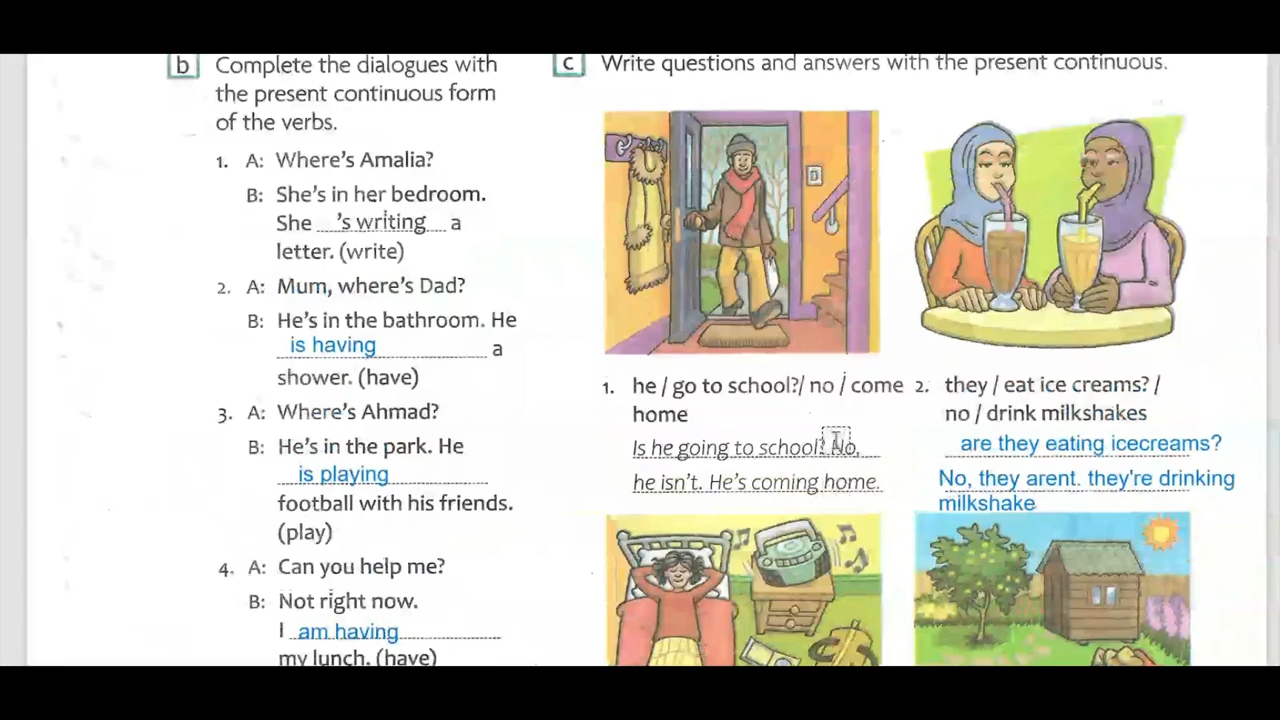 b Complete the dialogues with
the present continuous form
of the verbs.
1. A: Where's Amalia?
B: She's in her bedroom.
She 's writing a
letter. (write)
2. A: Mum, where's Dad?
B: He's in the bathroom. He
is having a
shower. (have)
3. A: Where's Ahmad?
B: He's in the park. He
is playing
football with his friends.
(play)
4. A: Can you help me?
B: Not right now.
I am having
my lunch. (have)
c Write questions and answers with the present continuous.
1. he / go to school?/ no / come
home
Is he going to school? No,
he isn't. He's coming home.
2. they / eat ice creams? /
no / drink milkshakes
are they eating icecreams?
No, they arent. they're drinking
milkshake